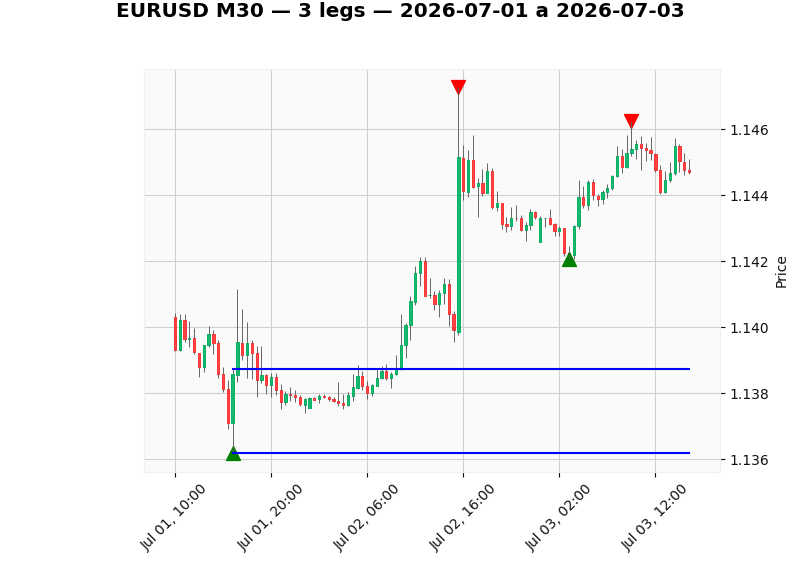 EURUSD M30 — 3 legs — 2026-07-01 a 2026-07-03
1.146
1.144
1.142
1.140
1.138
1.136
Price
Jul 01, 10:00
Jul 01, 20:00
Jul 02, 06:00
Jul 02, 16:00
Jul 03, 02:00
Jul 03, 12:00